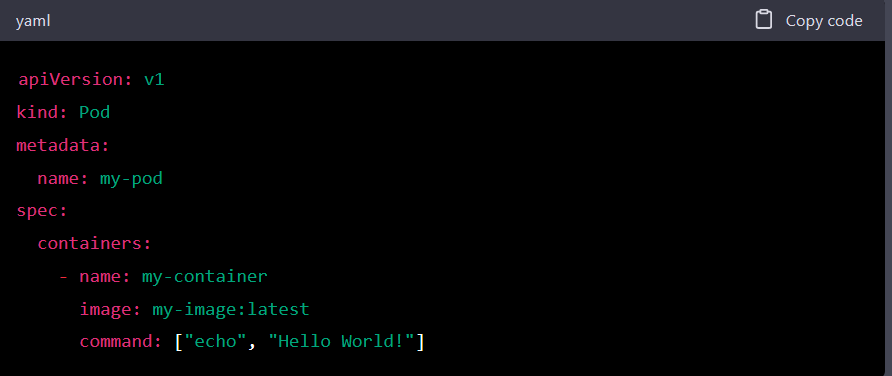 yaml
Copy code
apiVersion: v1
kind: Pod
metadata:
  name: my-pod
spec:
  containers:
    - name: my-container
      image: my-image:latest
      command: ["echo", "Hello World!"]